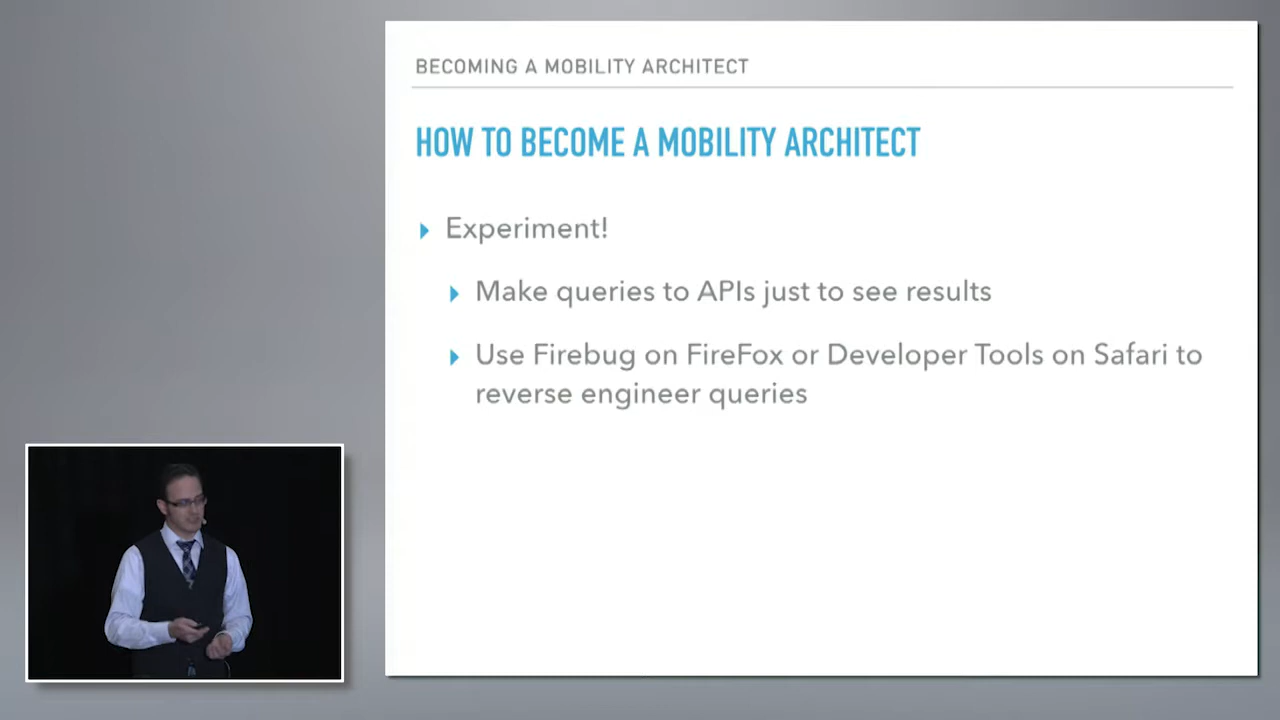 BECOMING A MOBILITY ARCHITECT
HOW TO BECOME A MOBILITY ARCHITECT
Experiment!
Make queries to APIs just to see results
Use Firebug on FireFox or Developer Tools on Safari to
reverse engineer queries